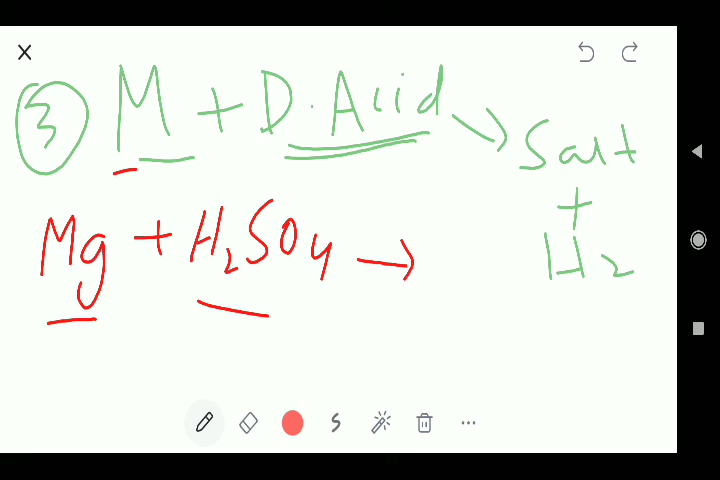 ③ M + D. Acid → Salt
+
H₂
Mg + H₂SO₄ →